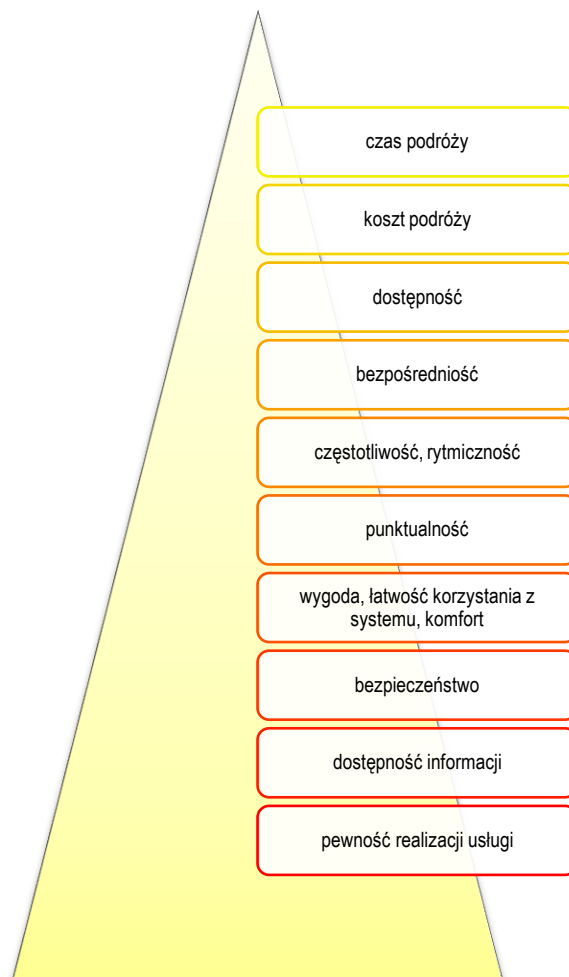 czas podróży
koszt podróży
dostępność
bezpośredniość
częstotliwość, rytmiczność
punktualność
wygoda, łatwość korzystania z
systemu, komfort
bezpieczeństwo
dostępność informacji
pewność realizacji usługi